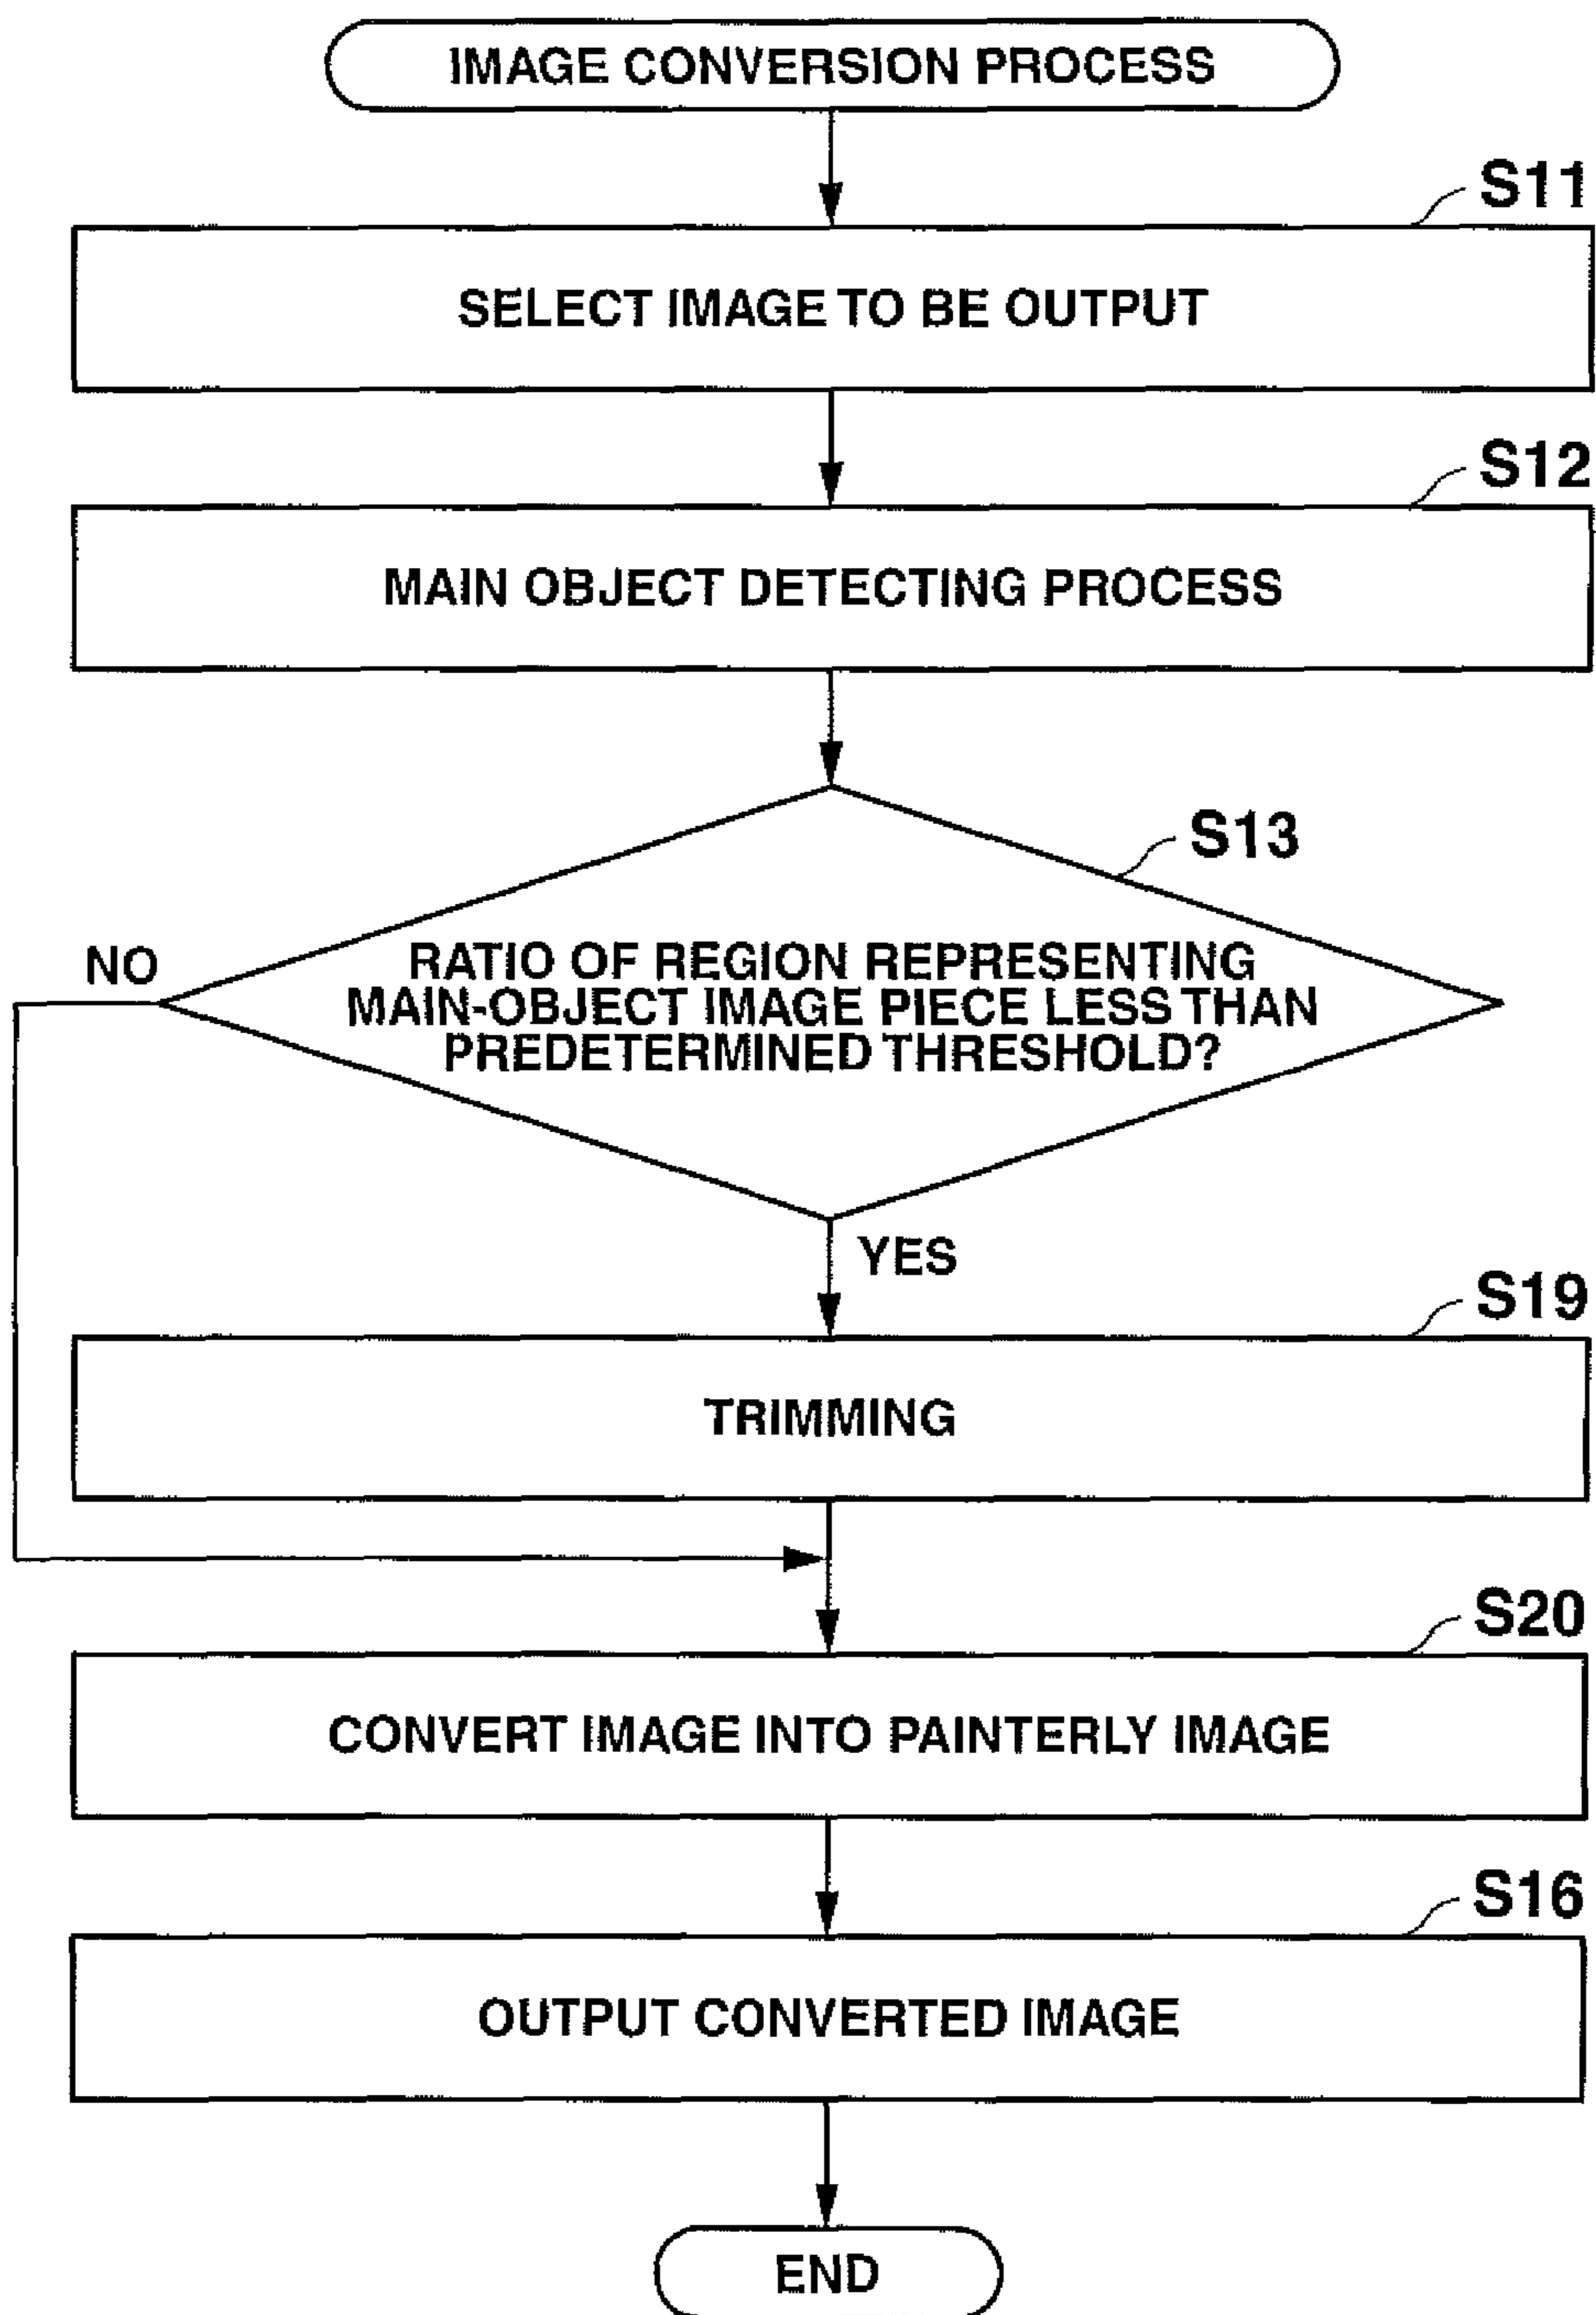 IMAGE CONVERSION PROCESS
S11
SELECT IMAGE TO BE OUTPUT
S12
MAIN OBJECT DETECTING PROCESS
S13
NO
RATIO OF REGION REPRESENTING
MAIN-OBJECT IMAGE PIECE LESS THAN
PREDETERMINED THRESHOLD?
YES
S19
TRIMMING
S20
CONVERT IMAGE INTO PAINTERLY IMAGE
S16
OUTPUT CONVERTED IMAGE
END